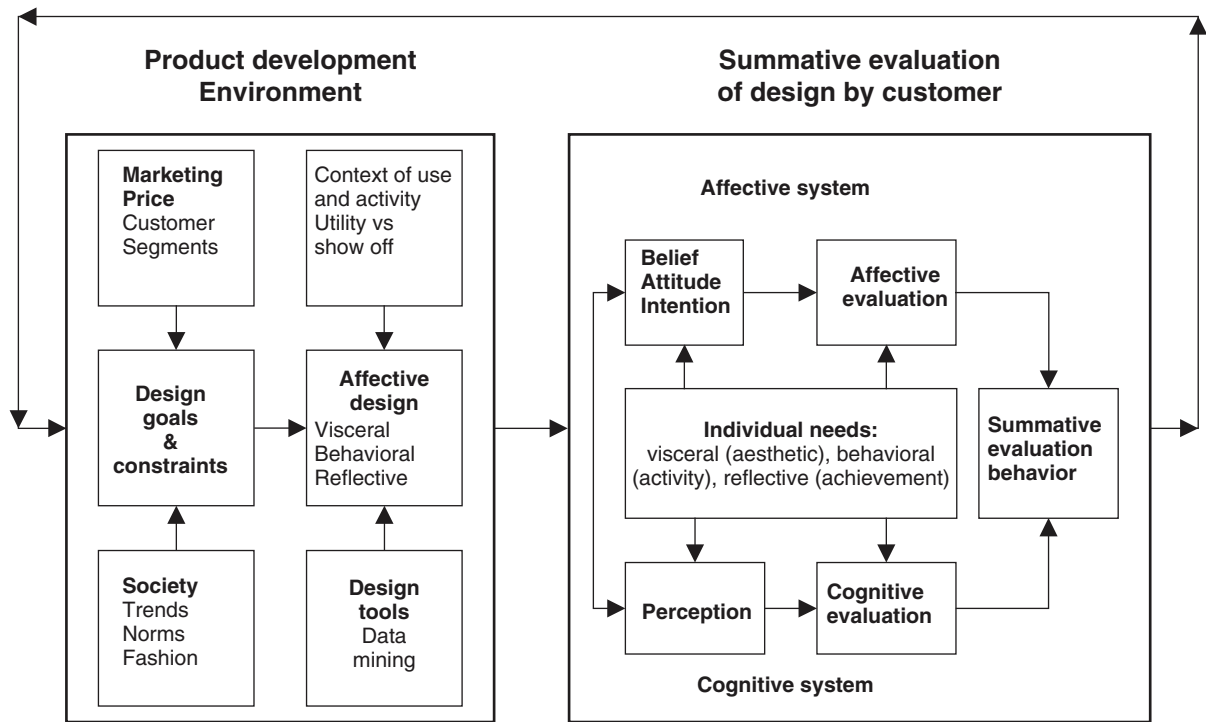 Product development
Environment
Summative evaluation
of design by customer
Marketing
Price
Customer
Segments
Context of use
and activity
Utility vs
show off
Design
goals
&
constraints
Affective
design
Visceral
Behavioral
Reflective
Society
Trends
Norms
Fashion
Design
tools
Data
mining
Affective system
Belief
Attitude
Intention
Affective
evaluation
Individual needs:
visceral (aesthetic), behavioral
(activity), reflective (achievement)
Summative
evaluation
behavior
Perception
Cognitive
evaluation
Cognitive system